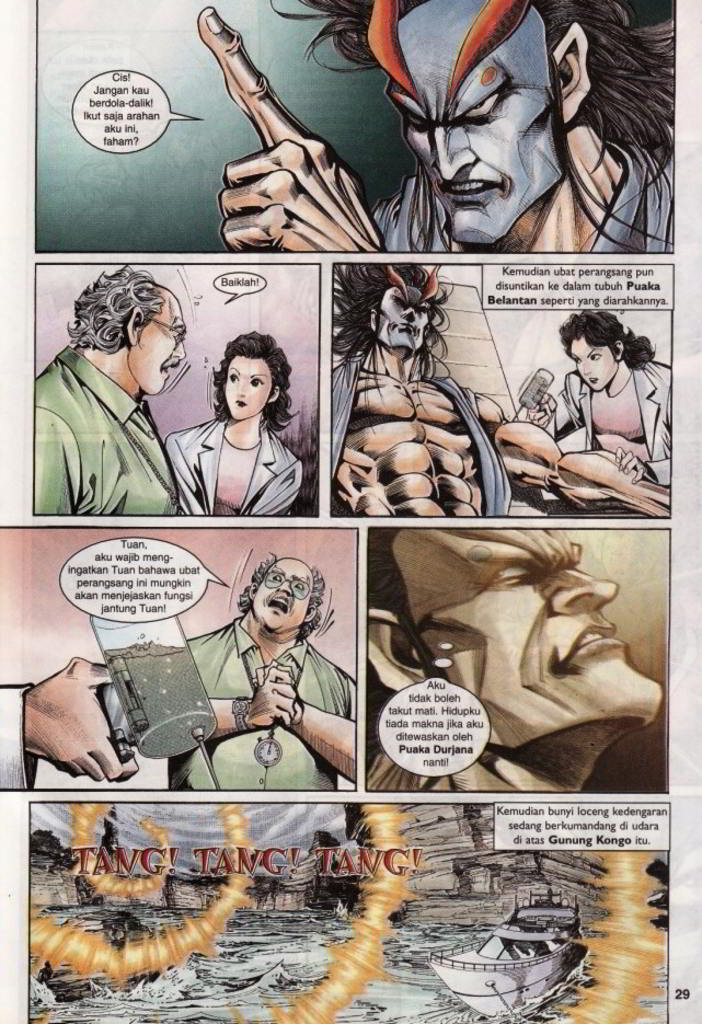 Cis!
Jangan kau
berdola-dalik!
Ikut saja arahan
aku ini,
faham?
Baiklah!
Kemudian ubat perangsang pun
disuntikan ke dalam tubuh Puaka
Belantan seperti yang diarahkannya.
Tuan,
aku wajib meng-
ingatkan Tuan bahawa ubat
perangsang ini mungkin
akan menjejaskan fungsi
jantung Tuan!
Aku
tidak boleh
takut mati. Hidupku
tiada makna jika aku
ditewaskan oleh
Puaka Durjana
nanti!
Kemudian bunyi loceng kedengaran
sedang berkumandang di udara
di atas Gunung Kongo itu.
TANG! TANG! TANG!
29